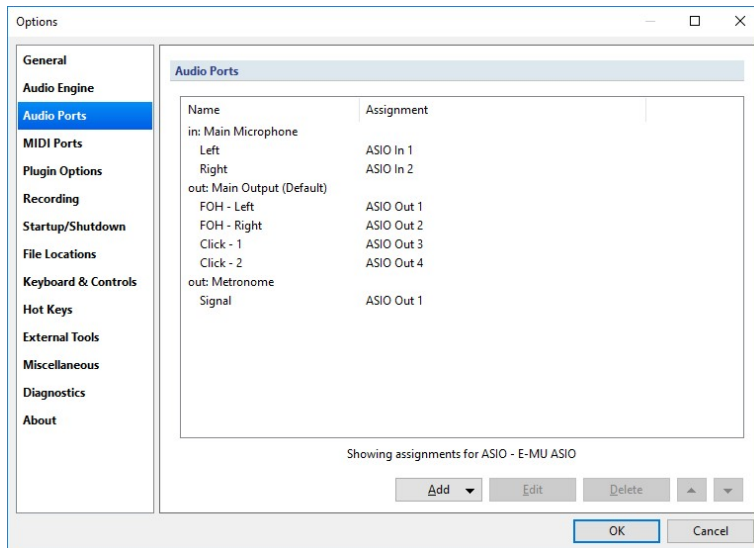 Options
General
Audio Engine
Audio Ports
MIDI Ports
Plugin Options
Recording
Startup/Shutdown
File Locations
Keyboard & Controls
Hot Keys
External Tools
Miscellaneous
Diagnostics
About
Audio Ports
Name Assignment
in: Main Microphone
Left ASIO In 1
Right ASIO In 2
out: Main Output (Default)
FOH - Left ASIO Out 1
FOH - Right ASIO Out 2
Click - 1 ASIO Out 3
Click - 2 ASIO Out 4
out: Metronome
Signal ASIO Out 1
Showing assignments for ASIO - E-MU ASIO
Add Edit Delete
OK Cancel